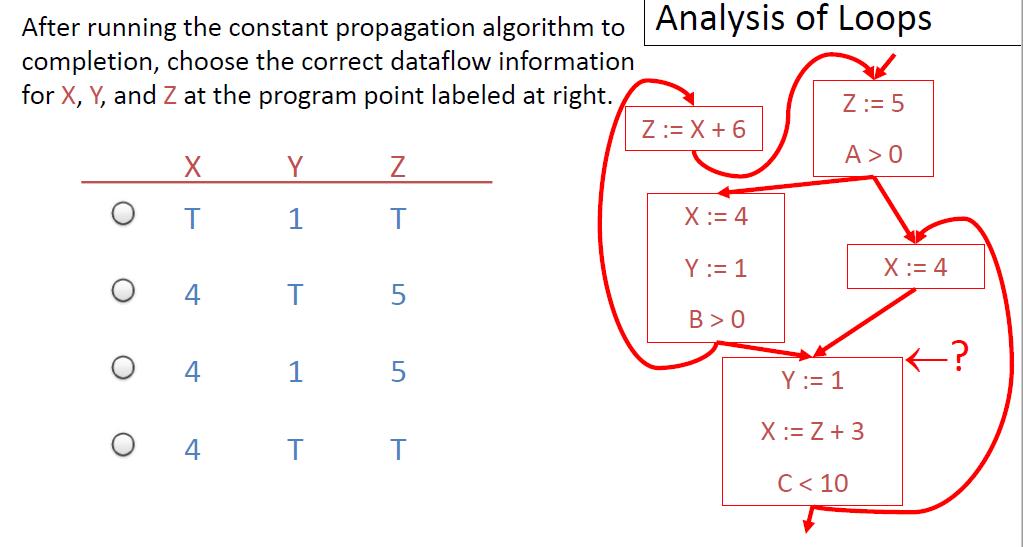 Analysis of Loops
After running the constant propagation algorithm to
completion, choose the correct dataflow information
for X, Y, and Z at the program point labeled at right.
X Y Z
T 1 T
4 T 5
4 1 5
4 T T
Z := 5
A > 0
Z := X + 6
X := 4
Y := 1
B > 0
X := 4
?
Y := 1
X := Z + 3
C < 10